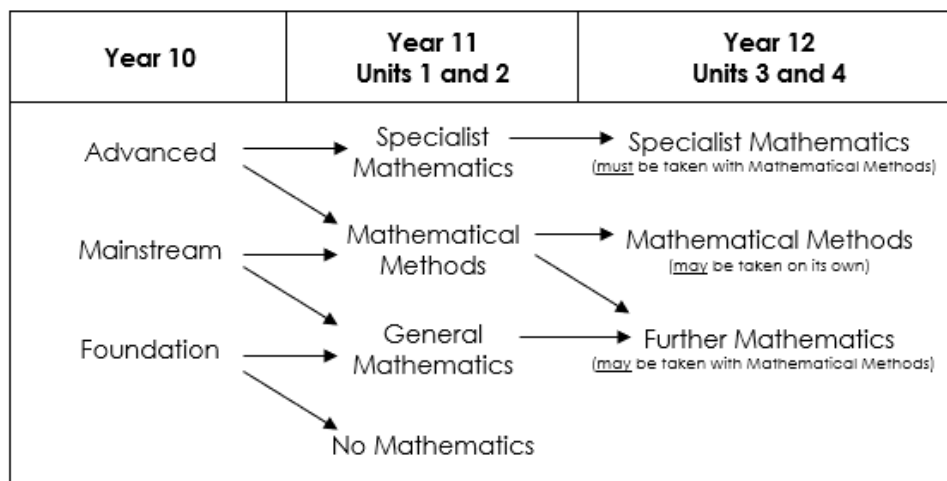 Year 10
Year 11
Units 1 and 2
Year 12
Units 3 and 4
Advanced
Specialist
Mathematics
Specialist Mathematics
(must be taken with Mathematical Methods)
Mainstream
Mathematical
Methods
Mathematical Methods
(may be taken on its own)
Foundation
General
Mathematics
Further Mathematics
(may be taken with Mathematical Methods)
No Mathematics